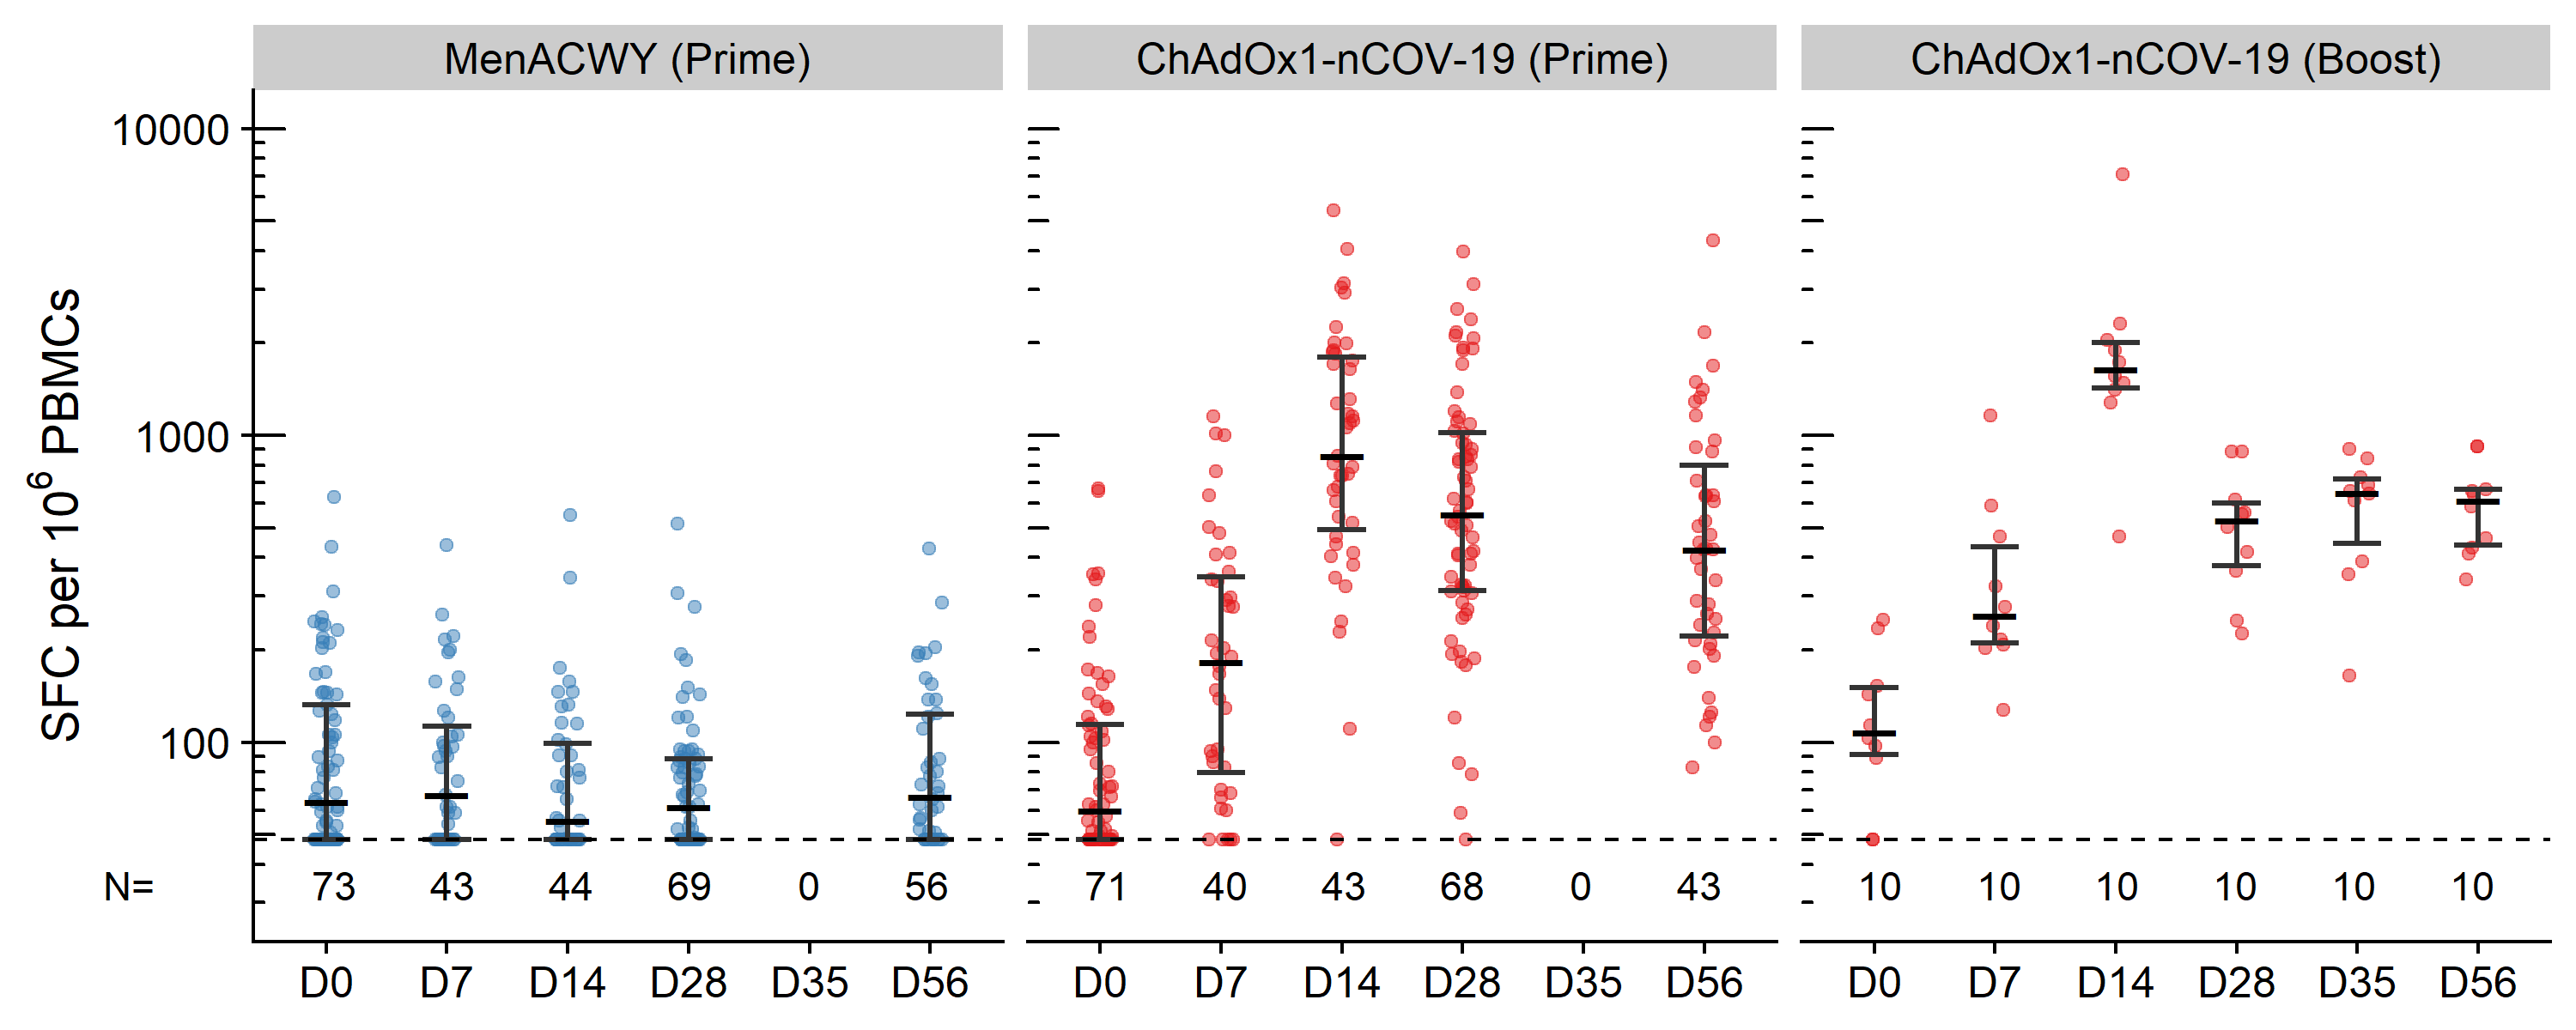 MenACWY (Prime) ChAdOx1-nCOV-19 (Prime) ChAdOx1-nCOV-19 (Boost)
SFC per 10⁶ PBMCs
10000
1000
100
N= 73 43 44 69 0 56 71 40 43 68 0 43 10 10 10 10 10 10
D0 D7 D14 D28 D35 D56 D0 D7 D14 D28 D35 D56 D0 D7 D14 D28 D35 D56